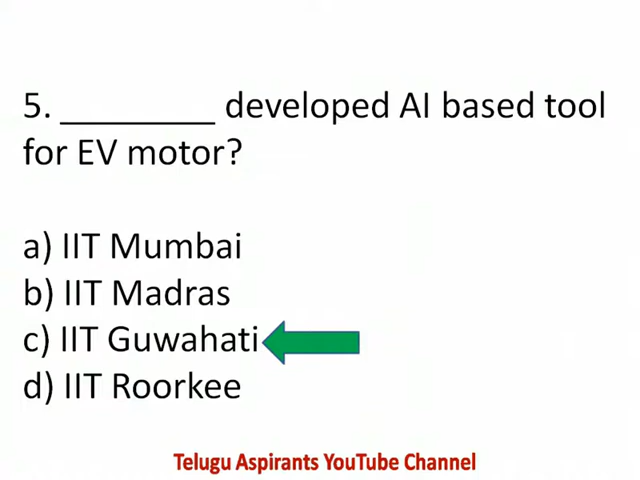 5. ________ developed AI based tool
for EV motor?
a) IIT Mumbai
b) IIT Madras
c) IIT Guwahati
d) IIT Roorkee
Telugu Aspirants YouTube Channel